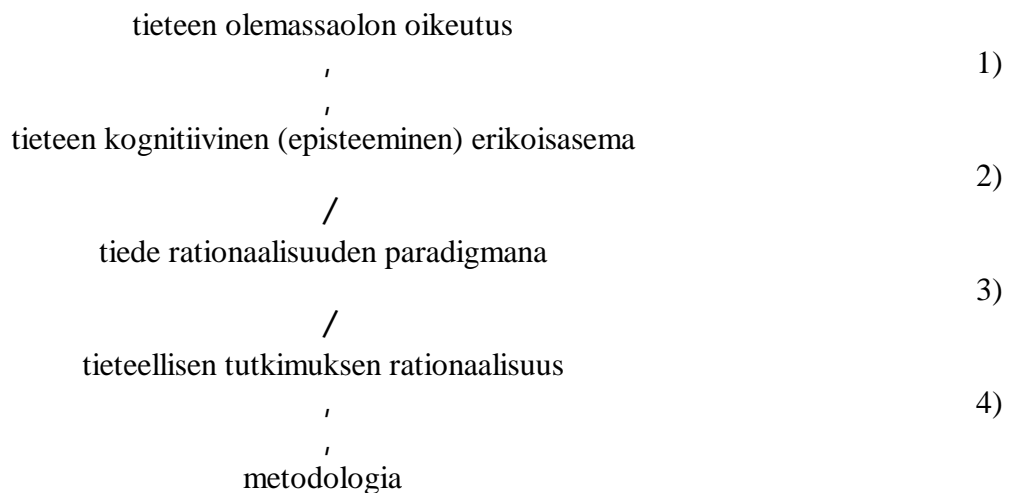 tieteen olemassaolon oikeutus
, 1)
,
tieteen kognitiivinen (episteeminen) erikoisasema
2)
/
tiede rationaalisuuden paradigmana
3)
/
tieteellisen tutkimuksen rationaalisuus
, 4)
,
metodologia